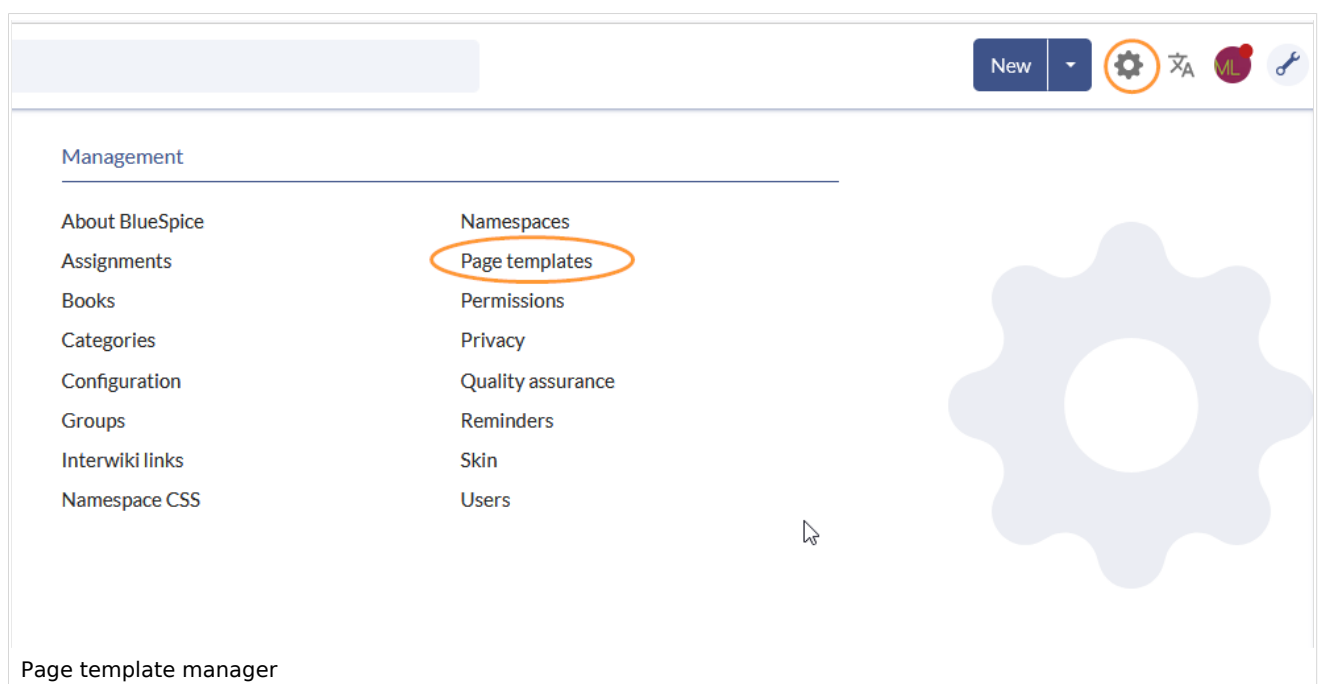 New
ML
Management
About BlueSpice
Assignments
Books
Categories
Configuration
Groups
Interwiki links
Namespace CSS
Namespaces
Page templates
Permissions
Privacy
Quality assurance
Reminders
Skin
Users
Page template manager